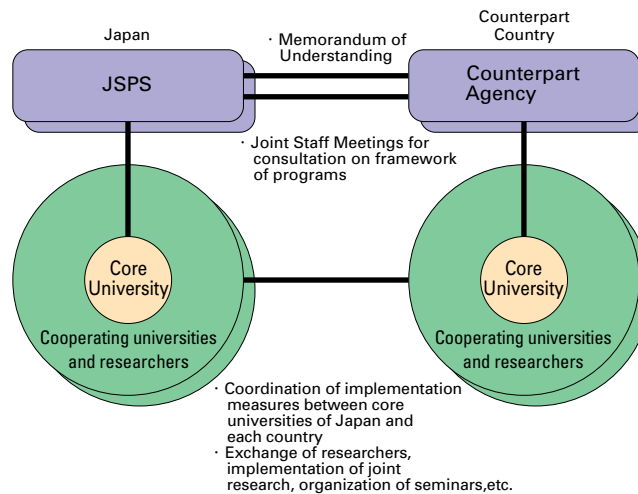 Japan
Counterpart
Country
· Memorandum of
Understanding
JSPS
Counterpart
Agency
· Joint Staff Meetings for
consultation on framework
of programs
Core
University
Cooperating universities
and researchers
Core
University
Cooperating universities
and researchers
· Coordination of implementation
measures between core
universities of Japan and
each country
· Exchange of researchers,
implementation of joint
research, organization of seminars,etc.